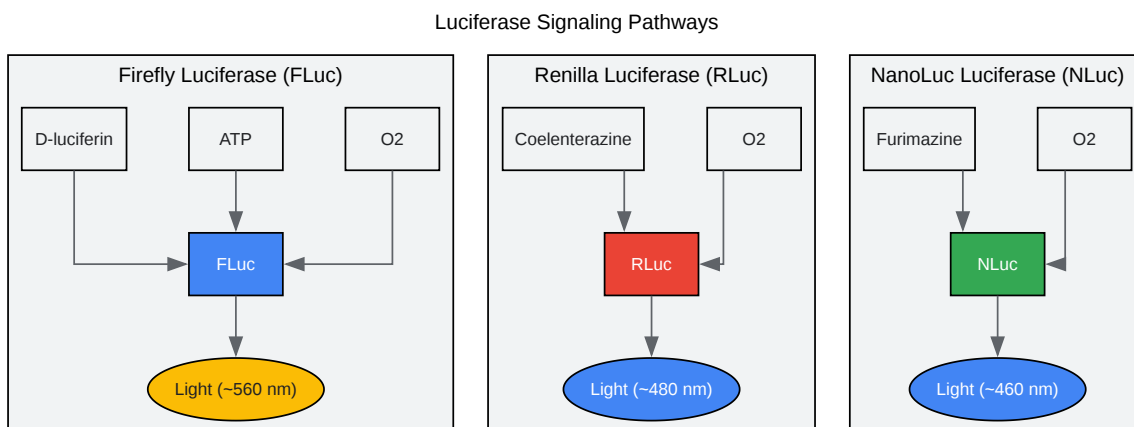 Luciferase Signaling Pathways
Firefly Luciferase (FLuc)
D-luciferin
ATP
O2
FLuc
Light (~560 nm)
Renilla Luciferase (RLuc)
Coelenterazine
O2
RLuc
Light (~480 nm)
NanoLuc Luciferase (NLuc)
Furimazine
O2
NLuc
Light (~460 nm)